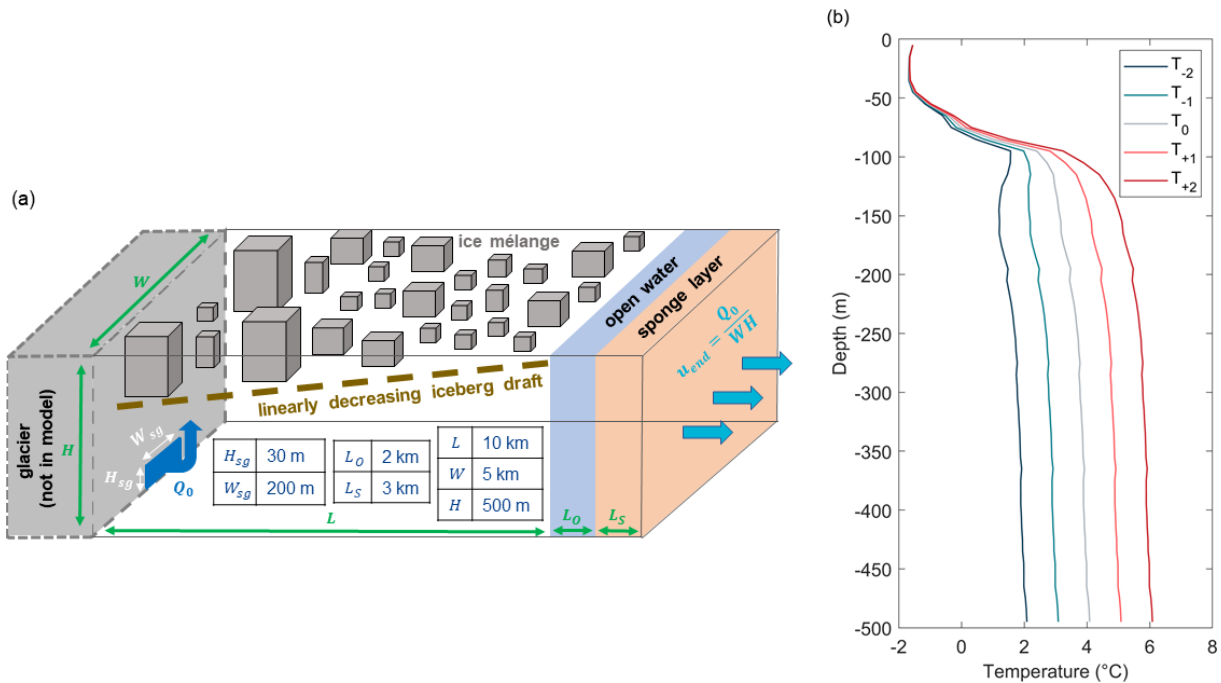 (a)
glacier
(not in model)
W
H
W_sg
H_sg
Q_0
ice mélange
linearly decreasing iceberg draft
open water
sponge layer
u_end = Q_0 / WH
H_sg 30 m
W_sg 200 m
L_O 2 km
L_S 3 km
L 10 km
W 5 km
H 500 m
L
L_O
L_S
(b)
T_-2
T_-1
T_0
T_+1
T_+2
0
-50
-100
-150
-200
-250
-300
-350
-400
-450
-500
Depth (m)
-2 0 2 4 6 8
Temperature (°C)